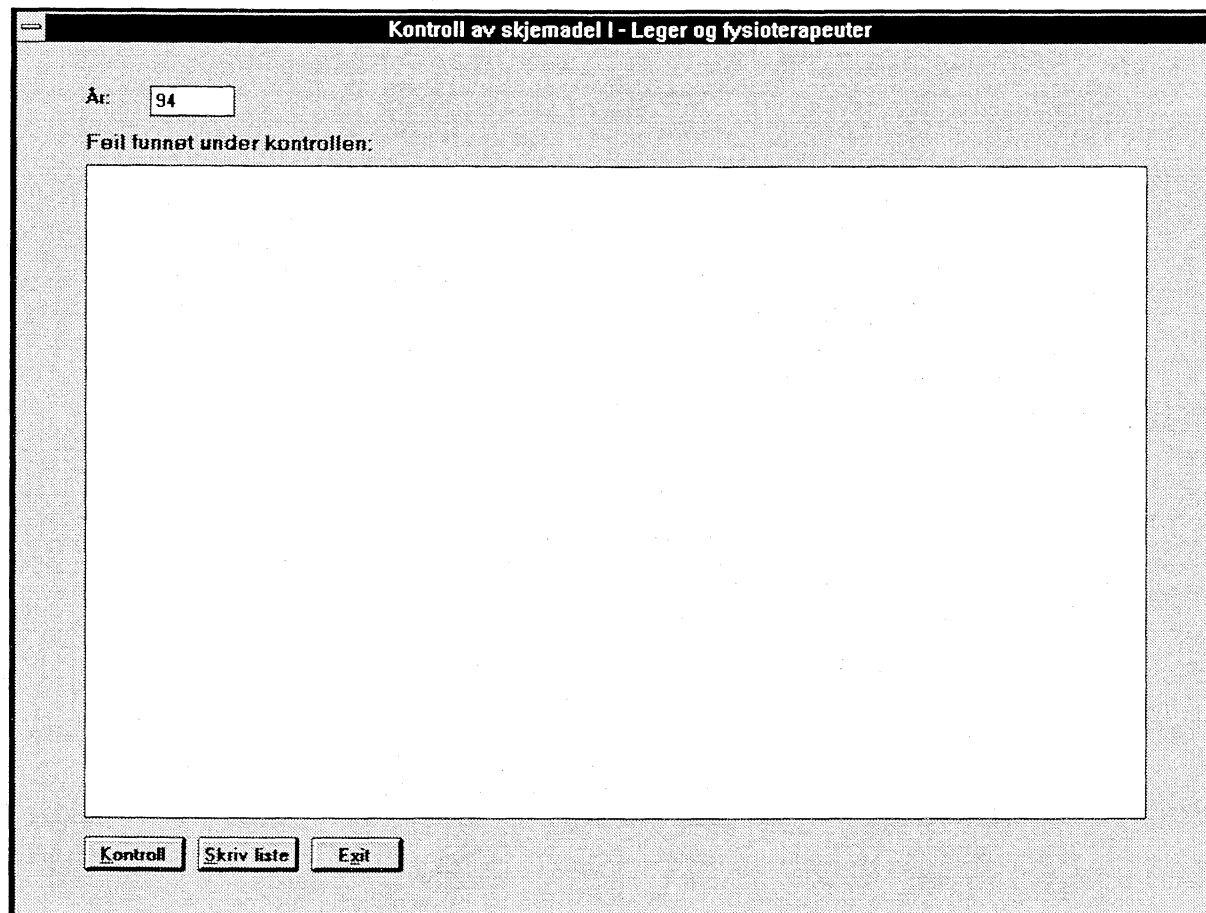 Kontroll av skjemadel I - Leger og fysioterapeuter
År: 94
Feil funnet under kontrollen:
Kontroll Skriv liste Exit